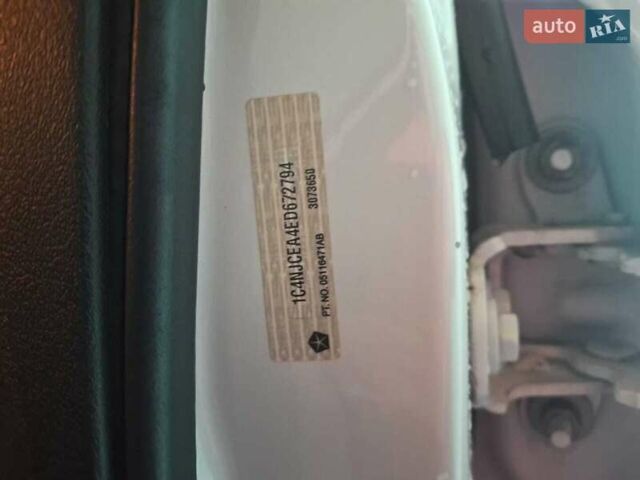 auto RIA.com
1C4NJCEA4ED672794
3073650
PT. NO. 05116471AB